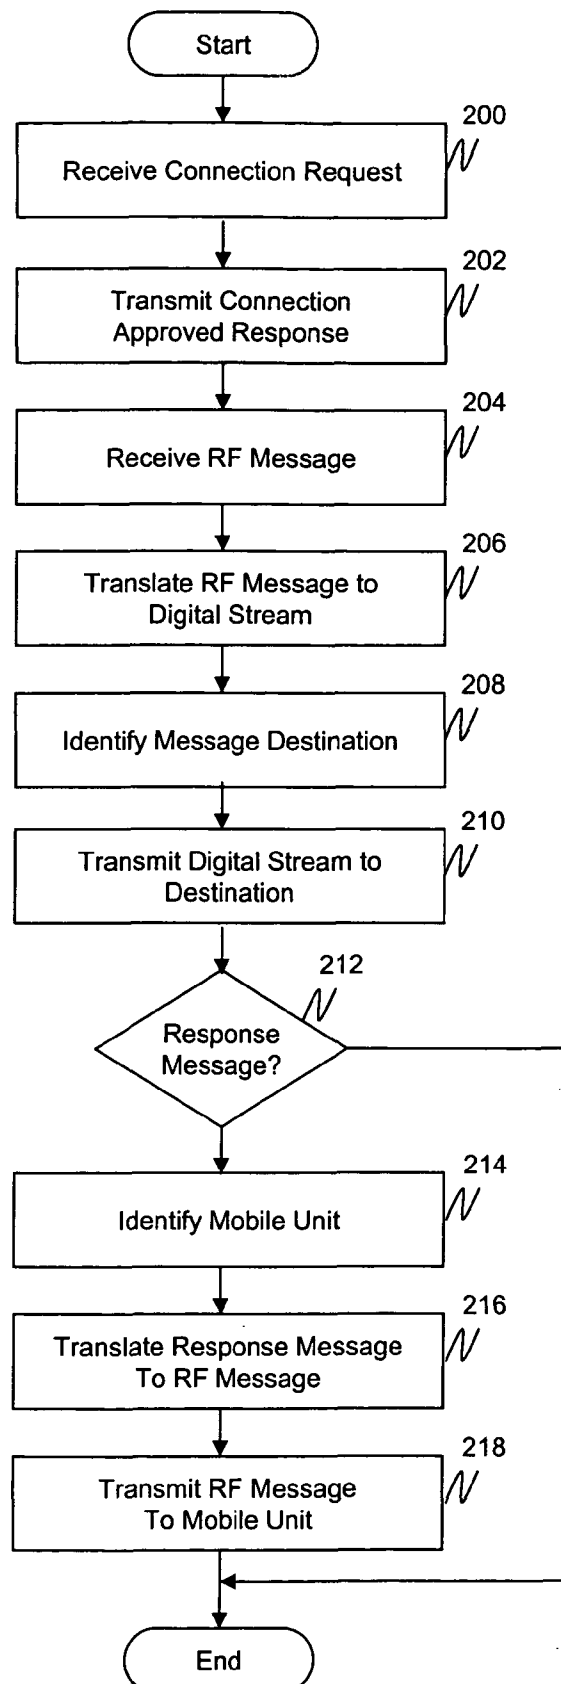 Start
200
Receive Connection Request
202
Transmit Connection
Approved Response
204
Receive RF Message
206
Translate RF Message to
Digital Stream
208
Identify Message Destination
210
Transmit Digital Stream to
Destination
212
Response
Message?
214
Identify Mobile Unit
216
Translate Response Message
To RF Message
218
Transmit RF Message
To Mobile Unit
End